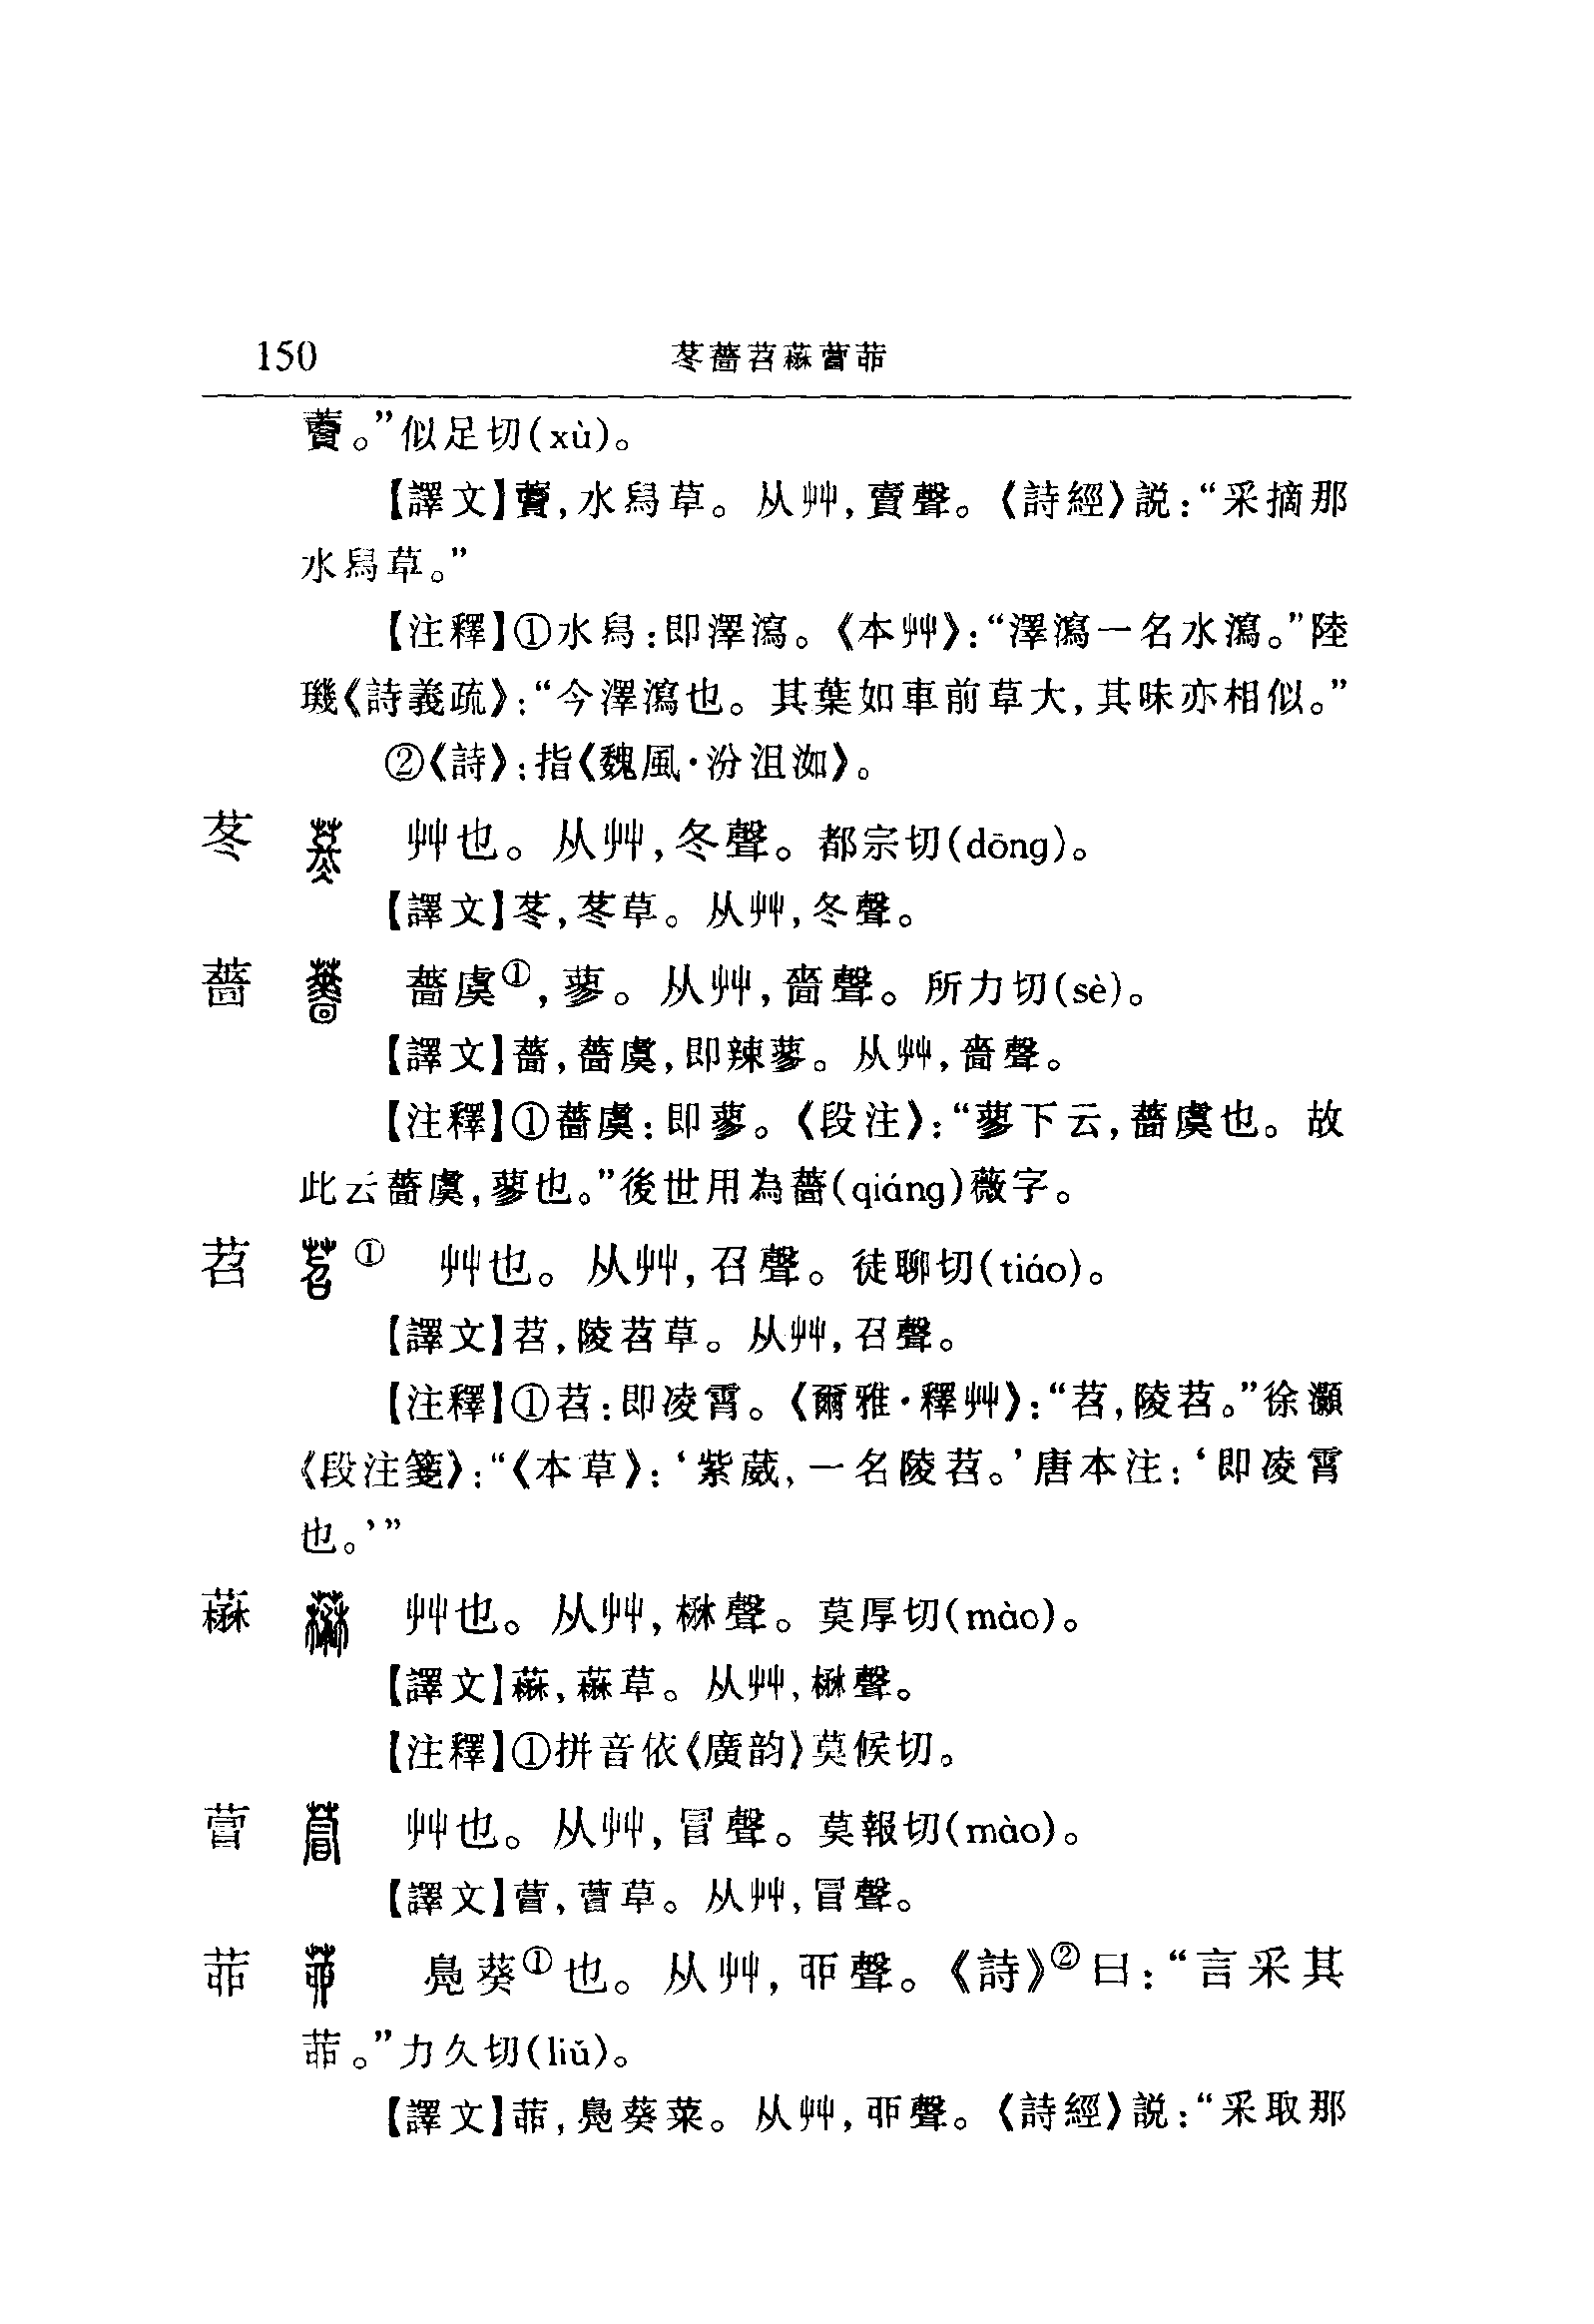 150 苳薔苕蓩萺茆
藚。”似足切(xù)。
【譯文】藚,水舄草。从艸,賣聲。《詩經》説:“采摘那
水舄草。”
【注釋】①水舄:即澤瀉。《本艸》:“澤瀉一名水瀉。”陸
璣《詩義疏》:“今澤瀉也。其葉如車前草大,其味亦相似。”
②《詩》:指《魏風·汾沮洳》。
苳 艸也。从艸,冬聲。都宗切(dōng)。
【譯文】苳,苳草。从艸,冬聲。
薔 薔虞①,蓼。从艸,嗇聲。所力切(sè)。
【譯文】薔,薔虞,即辣蓼。从艸,嗇聲。
【注釋】①薔虞:即蓼。《段注》:“蓼下云,薔虞也。故
此云薔虞,蓼也。”後世用為薔(qiáng)薇字。
苕 ① 艸也。从艸,召聲。徒聊切(tiáo)。
【譯文】苕,陵苕草。从艸,召聲。
【注釋】①苕:即凌霄。《爾雅·釋艸》:“苕,陵苕。”徐灝
《段注箋》:“《本草》:‘紫葳,一名陵苕。’唐本注:‘即凌霄
也。’”
䓮 艸也。从艸,楙聲。莫厚切(mào)。
【譯文】䓮,䓮草。从艸,楙聲。
【注釋】①拼音依《廣韵》莫候切。
萺 艸也。从艸,冒聲。莫報切(mào)。
【譯文】萺,萺草。从艸,冒聲。
茆 鳧葵①也。从艸,丣聲。《詩》②曰:“言采其
茆。”力久切(liǔ)。
【譯文】茆,鳧葵菜。从艸,丣聲。《詩經》説:“采取那